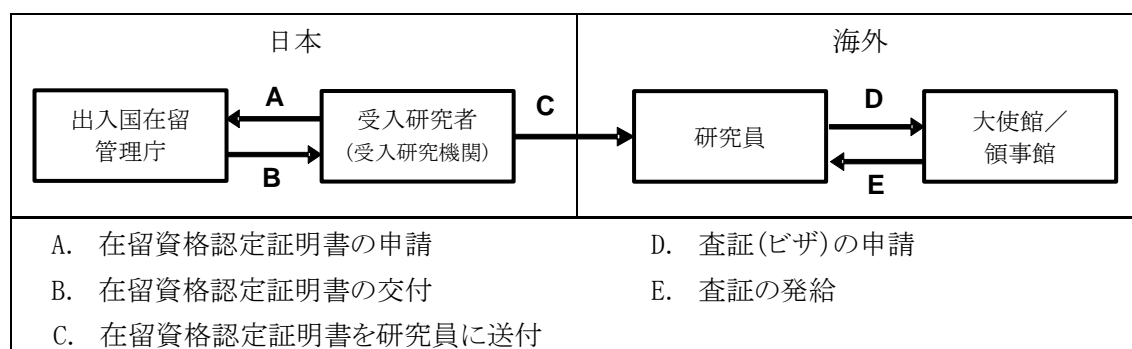 日本
海外
出入国在留
管理庁
A
B
受入研究者
(受入研究機関)
C
研究員
D
E
大使館／
領事館
A. 在留資格認定証明書の申請
B. 在留資格認定証明書の交付
C. 在留資格認定証明書を研究員に送付
D. 査証(ビザ)の申請
E. 査証の発給